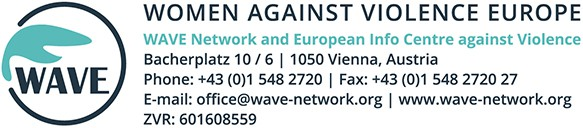 WAVE
WOMEN AGAINST VIOLENCE EUROPE
WAVE Network and European Info Centre against Violence
Bacherplatz 10 / 6 | 1050 Vienna, Austria
Phone: +43 (0)1 548 2720 | Fax: +43 (0)1 548 2720 27
E-mail: office@wave-network.org | www.wave-network.org
ZVR: 601608559